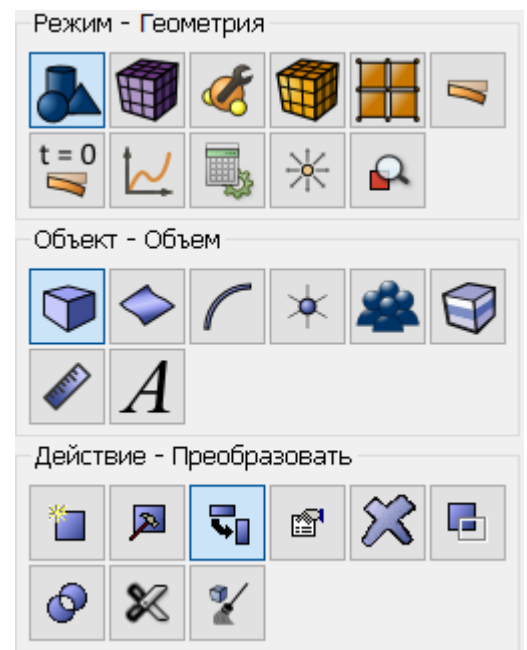 Режим - Геометрия
t = 0
Объект - Объем
A
Действие - Преобразовать